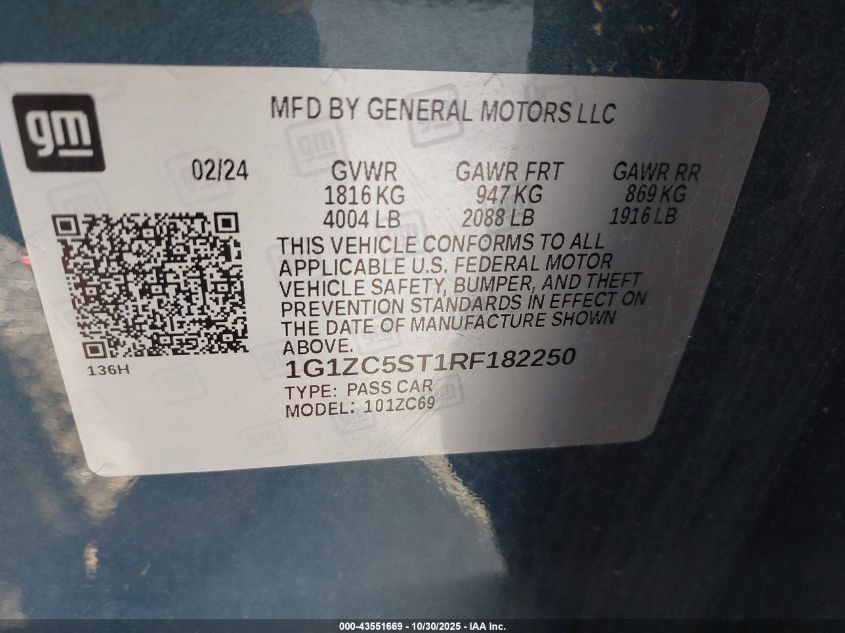 gm
MFD BY GENERAL MOTORS LLC
02/24 GVWR GAWR FRT GAWR RR
1816 KG 947 KG 869 KG
4004 LB 2088 LB 1916 LB
THIS VEHICLE CONFORMS TO ALL
APPLICABLE U.S. FEDERAL MOTOR
VEHICLE SAFETY, BUMPER, AND THEFT
PREVENTION STANDARDS IN EFFECT ON
THE DATE OF MANUFACTURE SHOWN
ABOVE.
136H
1G1ZC5ST1RF182250
TYPE: PASS CAR
MODEL: 101ZC69
000-43551669 - 10/30/2025 - IAA Inc.